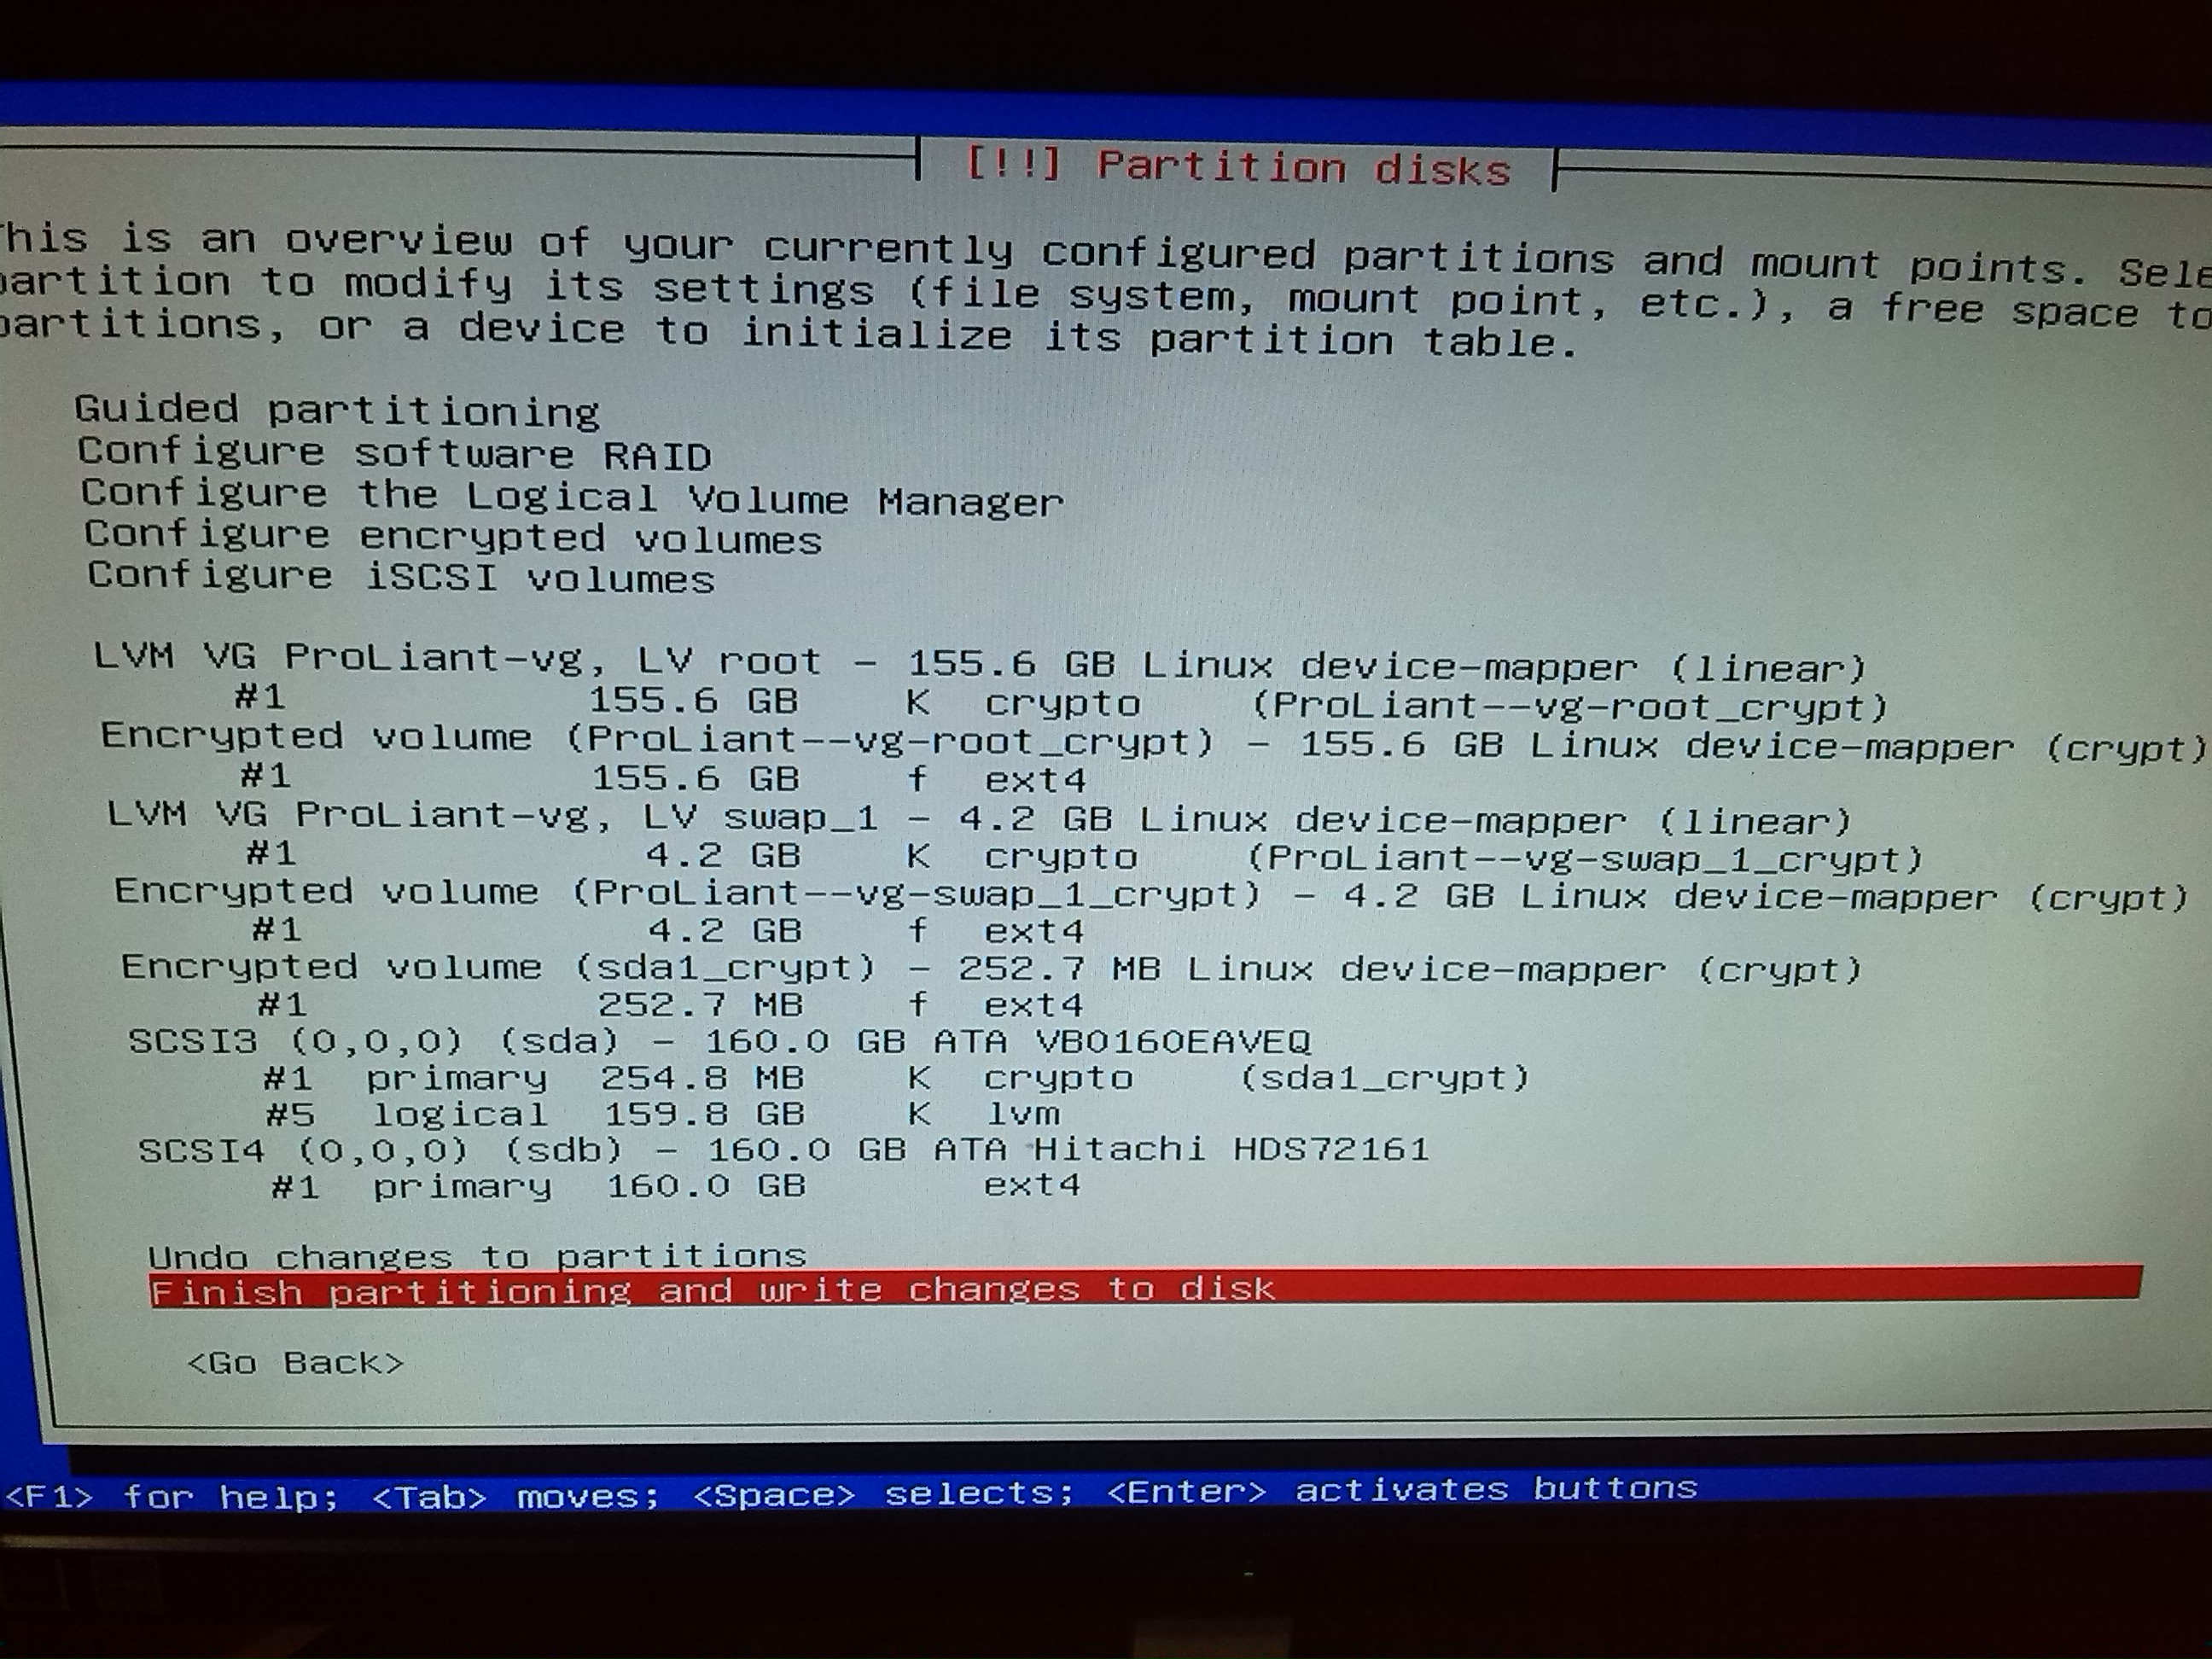 [!!] Partition disks
This is an overview of your currently configured partitions and mount points. Sele
partition to modify its settings (file system, mount point, etc.), a free space to
partitions, or a device to initialize its partition table.
Guided partitioning
Configure software RAID
Configure the Logical Volume Manager
Configure encrypted volumes
Configure iSCSI volumes
LVM VG ProLiant-vg, LV root - 155.6 GB Linux device-mapper (linear)
#1 155.6 GB K crypto (ProLiant--vg-root_crypt)
Encrypted volume (ProLiant--vg-root_crypt) - 155.6 GB Linux device-mapper (crypt)
#1 155.6 GB f ext4
LVM VG ProLiant-vg, LV swap_1 - 4.2 GB Linux device-mapper (linear)
#1 4.2 GB K crypto (ProLiant--vg-swap_1_crypt)
Encrypted volume (ProLiant--vg-swap_1_crypt) - 4.2 GB Linux device-mapper (crypt)
#1 4.2 GB f ext4
Encrypted volume (sda1_crypt) - 252.7 MB Linux device-mapper (crypt)
#1 252.7 MB f ext4
SCSI3 (0,0,0) (sda) - 160.0 GB ATA VB0160EAVEQ
#1 primary 254.8 MB K crypto (sda1_crypt)
#5 logical 159.8 GB K lvm
SCSI4 (0,0,0) (sdb) - 160.0 GB ATA Hitachi HDS72161
#1 primary 160.0 GB ext4
Undo changes to partitions
Finish partitioning and write changes to disk
<Go Back>
<F1> for help; <Tab> moves; <Space> selects; <Enter> activates buttons